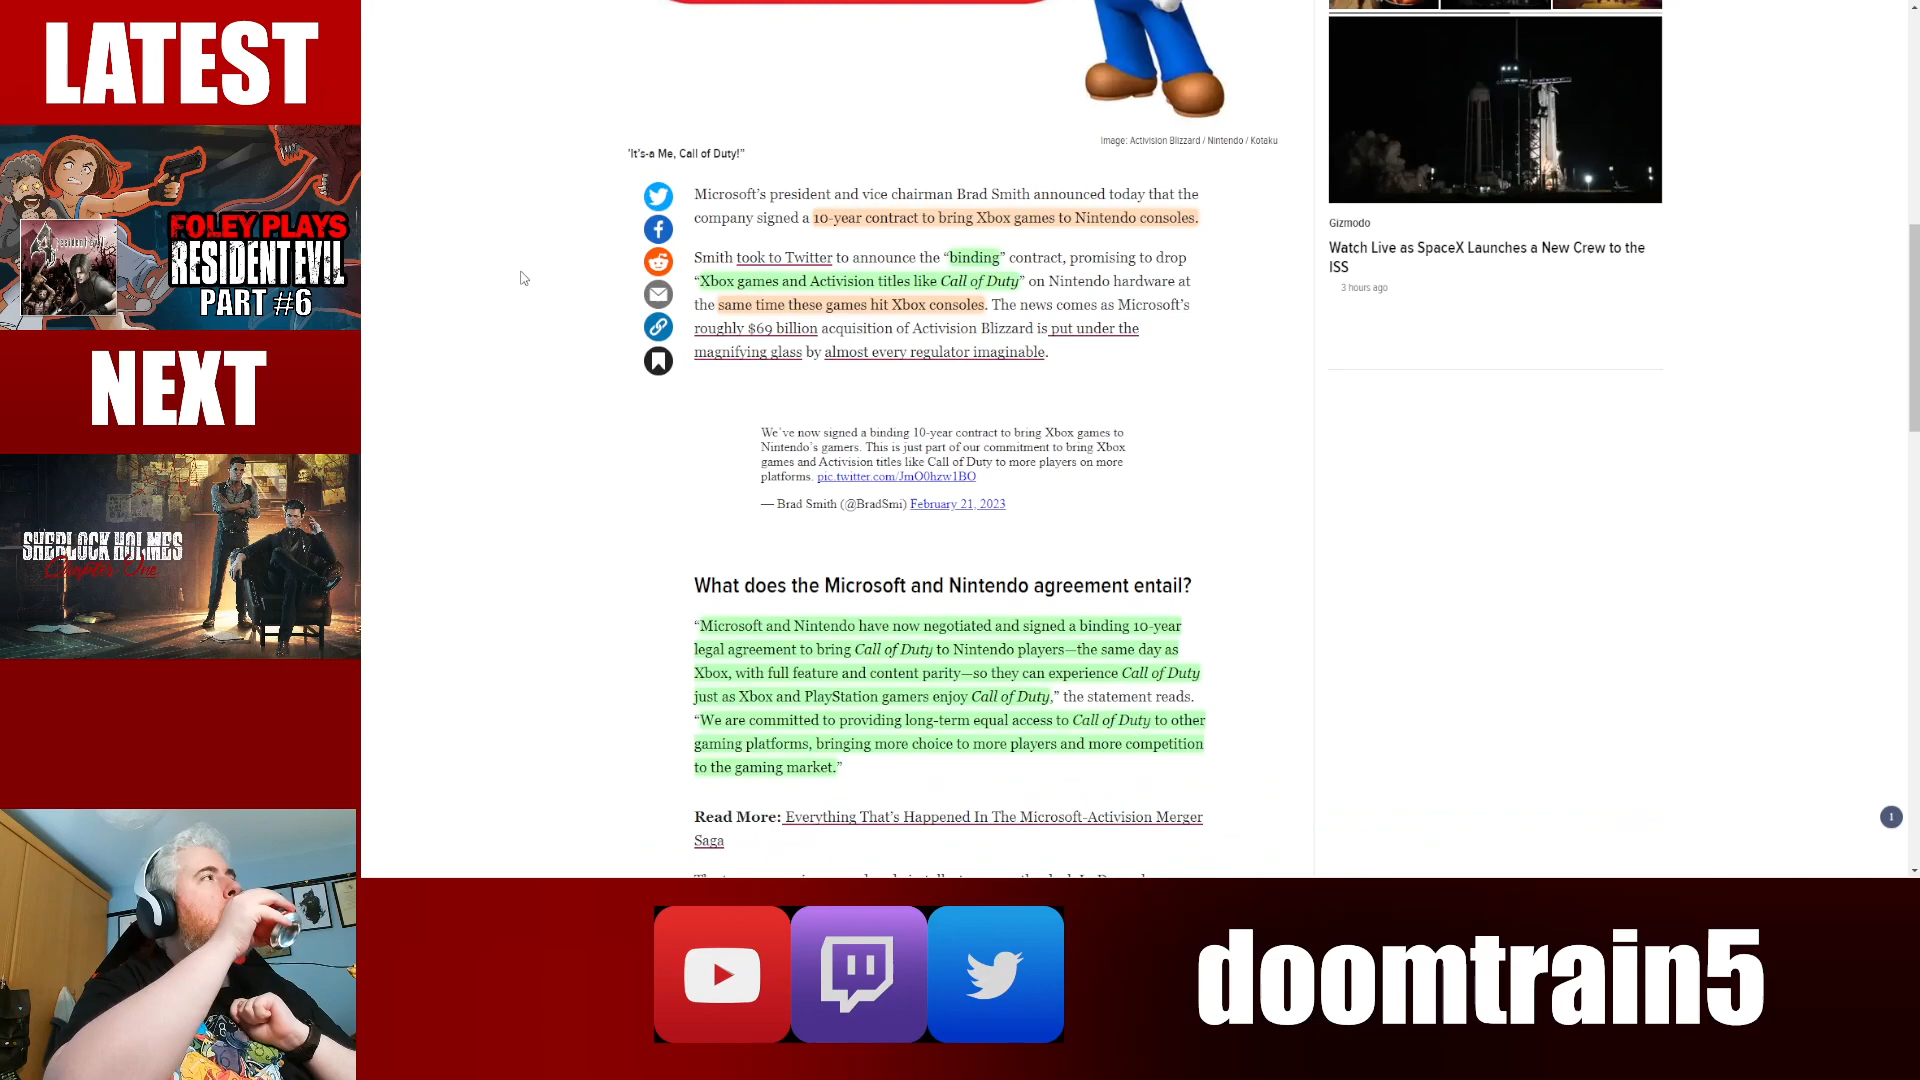 LATEST
resident evil
4
FOLEY PLAYS
RESIDENT EVIL
PART #6
NEXT
SHERLOCK HOLMES
Chapter One
Image: Activision Blizzard / Nintendo / Kotaku
'It's-a Me, Call of Duty!"
Microsoft's president and vice chairman Brad Smith announced today that the
company signed a 10-year contract to bring Xbox games to Nintendo consoles.
Smith took to Twitter to announce the “binding” contract, promising to drop
“Xbox games and Activision titles like Call of Duty” on Nintendo hardware at
the same time these games hit Xbox consoles. The news comes as Microsoft's
roughly $69 billion acquisition of Activision Blizzard is put under the
magnifying glass by almost every regulator imaginable.
We've now signed a binding 10-year contract to bring Xbox games to
Nintendo's gamers. This is just part of our commitment to bring Xbox
games and Activision titles like Call of Duty to more players on more
platforms. pic.twitter.com/JmO0hzw1BO
— Brad Smith (@BradSmi) February 21, 2023
What does the Microsoft and Nintendo agreement entail?
“Microsoft and Nintendo have now negotiated and signed a binding 10-year
legal agreement to bring Call of Duty to Nintendo players—the same day as
Xbox, with full feature and content parity—so they can experience Call of Duty
just as Xbox and PlayStation gamers enjoy Call of Duty,” the statement reads.
“We are committed to providing long-term equal access to Call of Duty to other
gaming platforms, bringing more choice to more players and more competition
to the gaming market.”
Read More: Everything That's Happened In The Microsoft-Activision Merger
Saga
Gizmodo
Watch Live as SpaceX Launches a New Crew to the
ISS
3 hours ago
1
doomtrain5